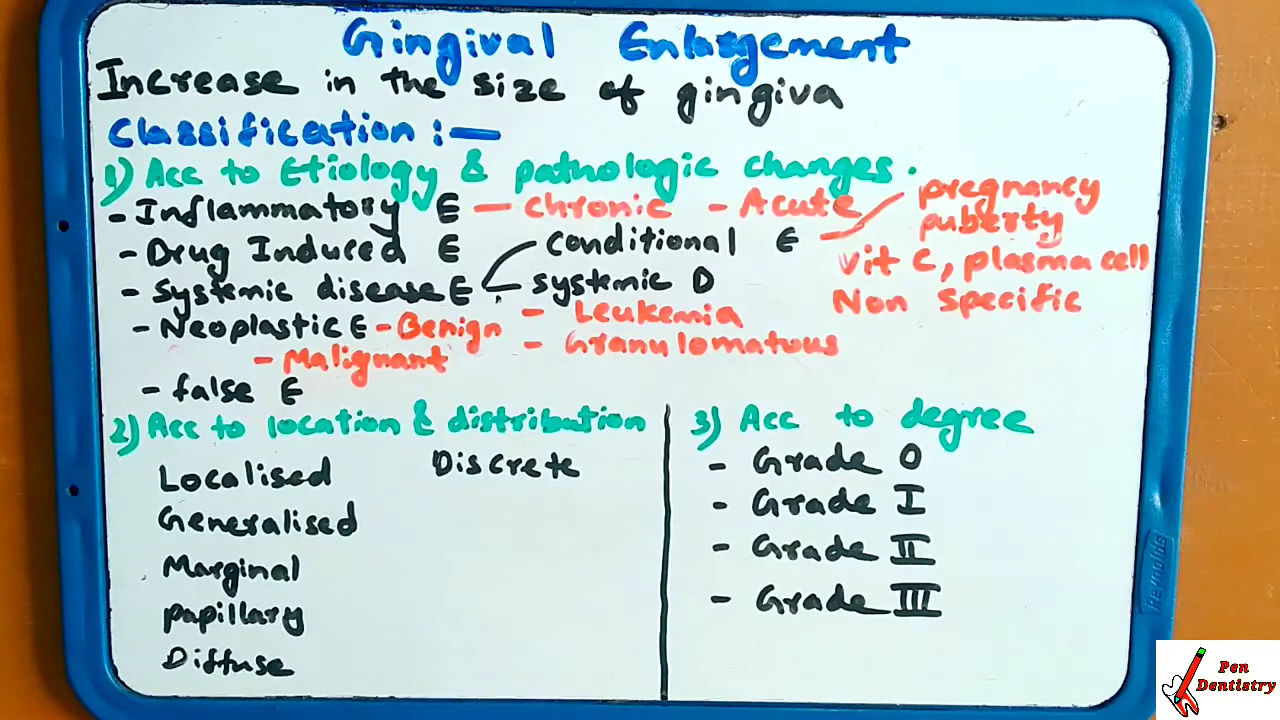 Gingival Enlargement
Increase in the size of gingiva
Classification :—
1) Acc to Etiology & pathologic changes.
- Inflammatory E — chronic - Acute
- Drug Induced E
- Systemic disease E
conditional E
pregnancy
puberty
vit C, plasma cell
Non Specific
- systemic D
- Leukemia
- Granulomatous
- Neoplastic E - Benign
- Malignant
- false E
2) Acc to location & distribution
Localised
Generalised
Marginal
papillary
Diffuse
Discrete
3) Acc to degree
- Grade 0
- Grade I
- Grade II
- Grade III
Reynolds
Pen
Dentistry